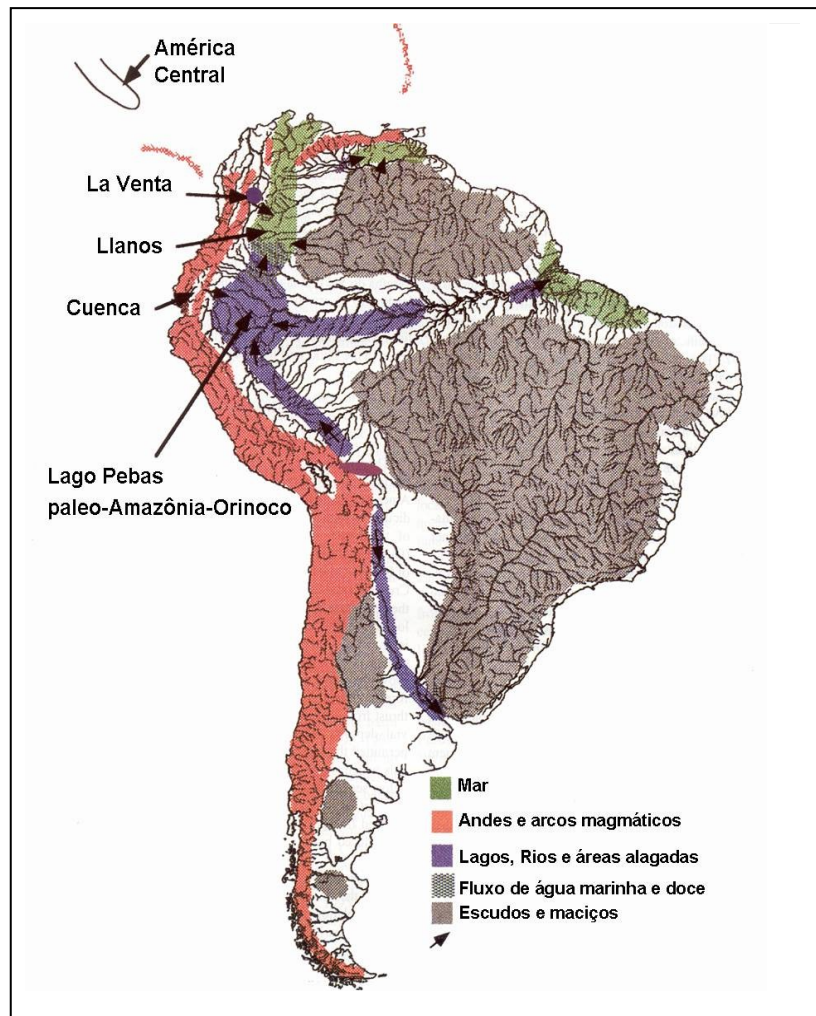 América
Central
La Venta
Llanos
Cuenca
Lago Pebas
paleo-Amazônia-Orinoco
Mar
Andes e arcos magmáticos
Lagos, Rios e áreas alagadas
Fluxo de água marinha e doce
Escudos e maciços